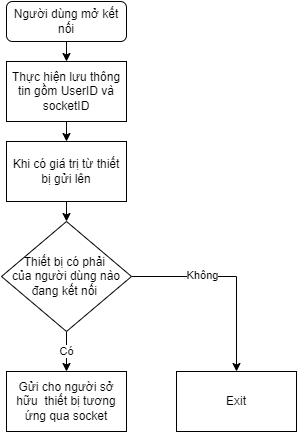 Người dùng mở kết
nối
Thực hiện lưu thông
tin gồm UserID và
socketID
Khi có giá trị từ thiết
bị gửi lên
Thiết bị có phải
của người dùng nào
đang kết nối
Không
Có
Gửi cho người sở
hữu thiết bị tương
ứng qua socket
Exit